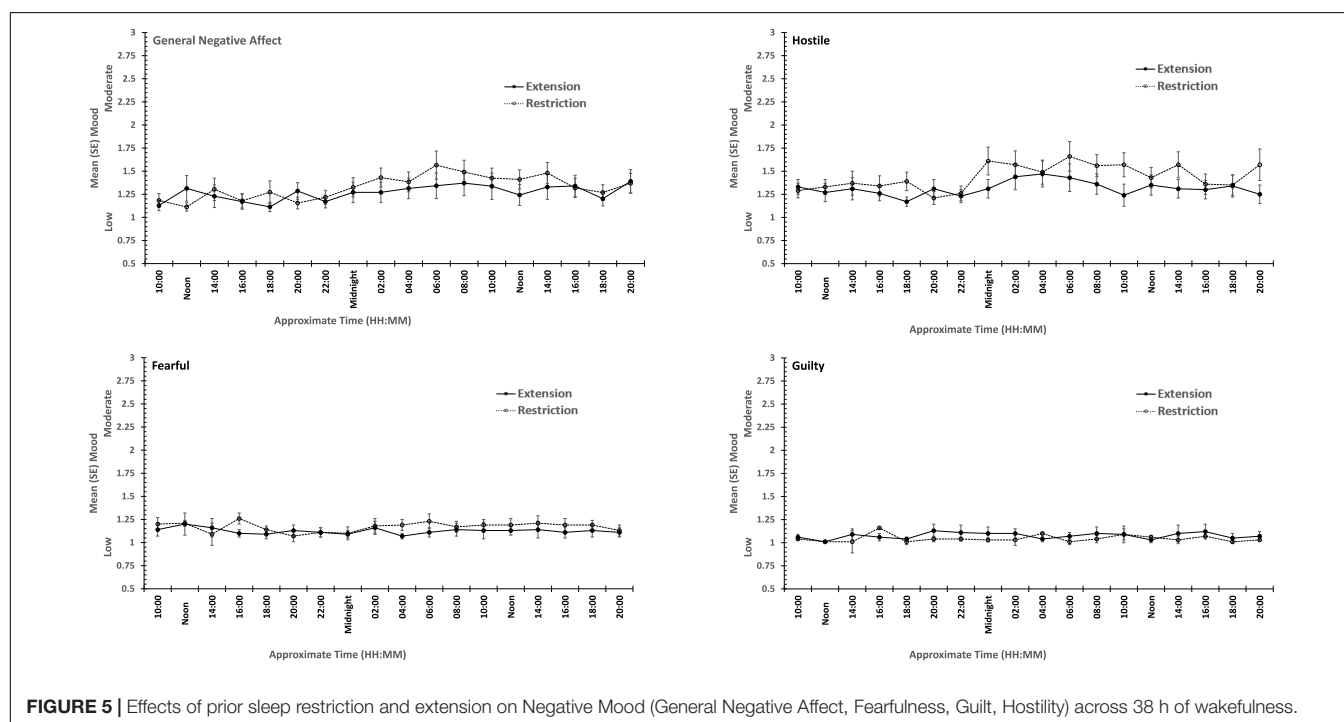 General Negative Affect
Mean (SE) Mood
Low Moderate
3
2.75
2.5
2.25
2
1.75
1.5
1.25
1
0.75
0.5
Extension
Restriction
10:00 Noon 14:00 16:00 18:00 20:00 22:00 Midnight 02:00 04:00 06:00 08:00 10:00 Noon 14:00 16:00 18:00 20:00
Approximate Time (HH:MM)
Hostile
Mean (SE) Mood
Low Moderate
3
2.75
2.5
2.25
2
1.75
1.5
1.25
1
0.75
0.5
Extension
Restriction
10:00 Noon 14:00 16:00 18:00 20:00 22:00 Midnight 02:00 04:00 06:00 08:00 10:00 Noon 14:00 16:00 18:00 20:00
Approximate Time (HH:MM)
Fearful
Mean (SE) Mood
Low Moderate
3
2.75
2.5
2.25
2
1.75
1.5
1.25
1
0.75
0.5
Extension
Restriction
10:00 Noon 14:00 16:00 18:00 20:00 22:00 Midnight 02:00 04:00 06:00 08:00 10:00 Noon 14:00 16:00 18:00 20:00
Approximate Time (HH:MM)
Guilty
Mean (SE) Mood
Low Moderate
3
2.75
2.5
2.25
2
1.75
1.5
1.25
1
0.75
0.5
Extension
Restriction
10:00 Noon 14:00 16:00 18:00 20:00 22:00 Midnight 02:00 04:00 06:00 08:00 10:00 Noon 14:00 16:00 18:00 20:00
Approximate Time (HH:MM)
FIGURE 5 | Effects of prior sleep restriction and extension on Negative Mood (General Negative Affect, Fearfulness, Guilt, Hostility) across 38 h of wakefulness.